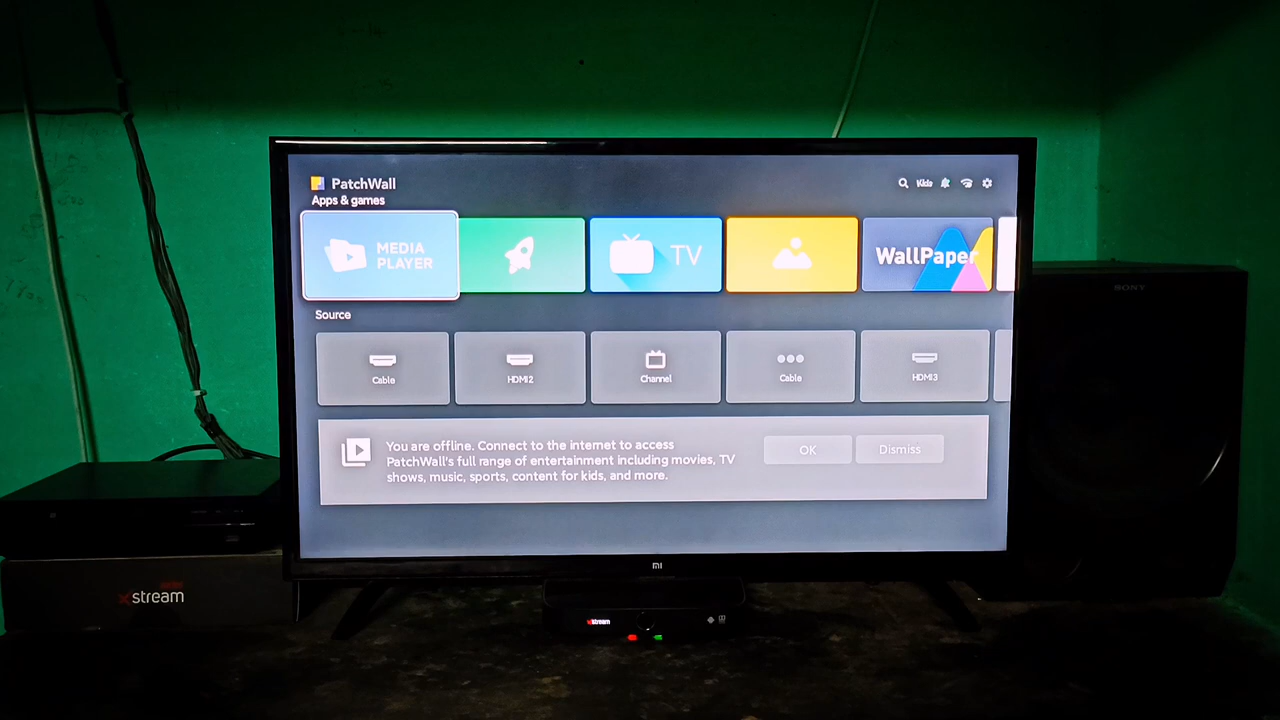 PatchWall
Kids
Apps & games
MEDIA
PLAYER
TV
WallPaper
Source
Cable
HDMI2
Channel
Cable
HDMI3
You are offline. Connect to the internet to access
PatchWall's full range of entertainment including movies, TV
shows, music, sports, content for kids, and more.
OK
Dismiss
SONY
mi
xstream
xstream